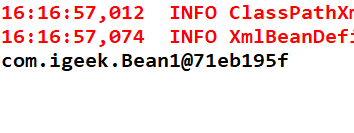 16:16:57,012 INFO ClassPathXm
16:16:57,074 INFO XmlBeanDefi
com.igeek.Bean1@71eb195f